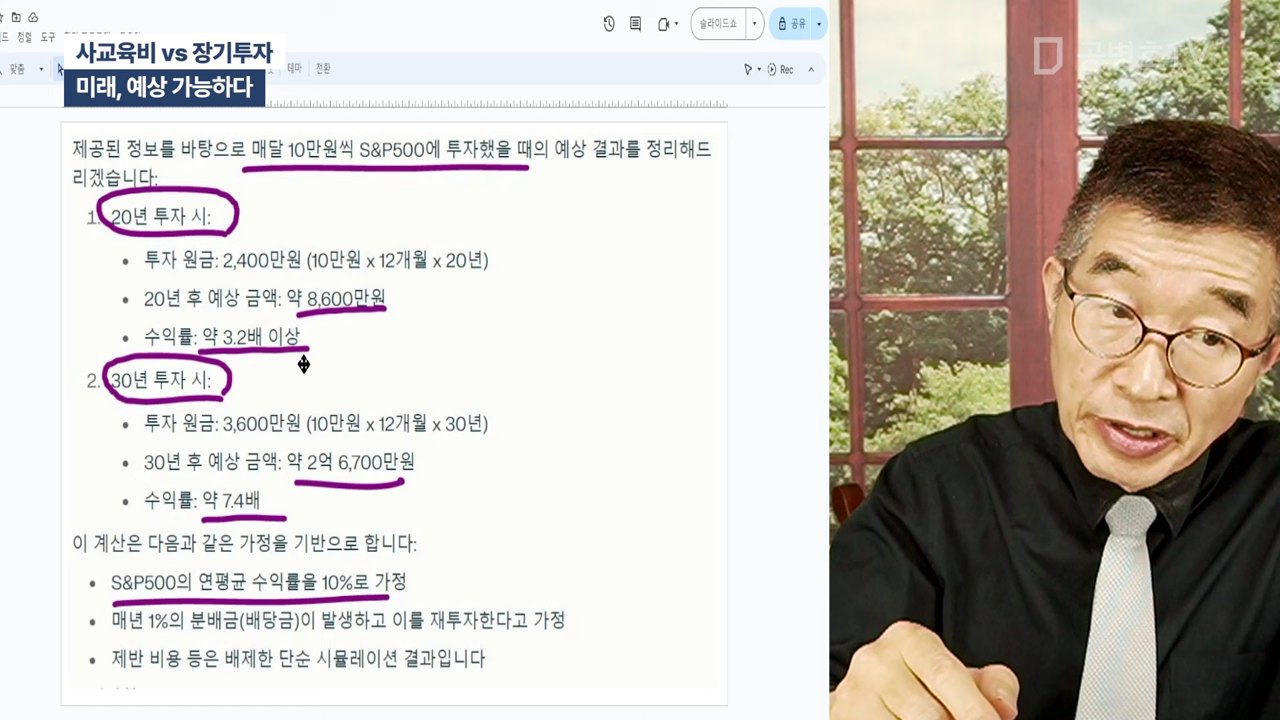 정렬 도구
슬라이드쇼
공유
맞춤
테마
전환
Rec
사교육비 vs 장기투자
미래, 예상 가능하다
제공된 정보를 바탕으로 매달 10만원씩 S&P500에 투자했을 때의 예상 결과를 정리해드
리겠습니다:
1. 20년 투자 시:
• 투자 원금: 2,400만원 (10만원 x 12개월 x 20년)
• 20년 후 예상 금액: 약 8,600만원
• 수익률: 약 3.2배 이상
2. 30년 투자 시:
• 투자 원금: 3,600만원 (10만원 x 12개월 x 30년)
• 30년 후 예상 금액: 약 2억 6,700만원
• 수익률: 약 7.4배
이 계산은 다음과 같은 가정을 기반으로 합니다:
• S&P500의 연평균 수익률을 10%로 가정
• 매년 1%의 분배금(배당금)이 발생하고 이를 재투자한다고 가정
• 제반 비용 등은 배제한 단순 시뮬레이션 결과입니다